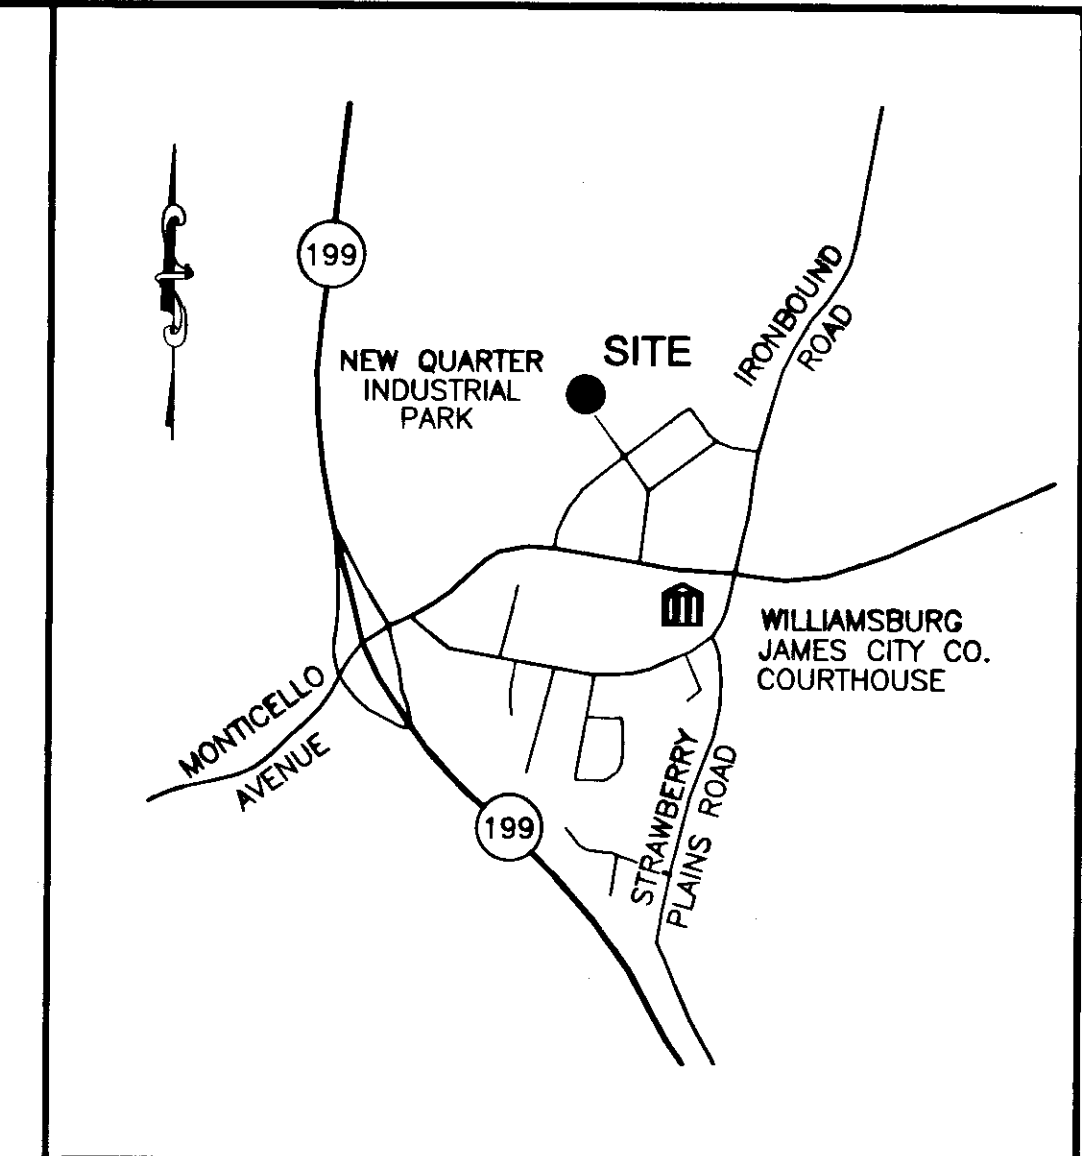 199
IRONBOUND
ROAD
SITE
NEW QUARTER
INDUSTRIAL
PARK
WILLIAMSBURG
JAMES CITY CO.
COURTHOUSE
MONTICELLO
AVENUE
STRAWBERRY
PLAINS ROAD
199